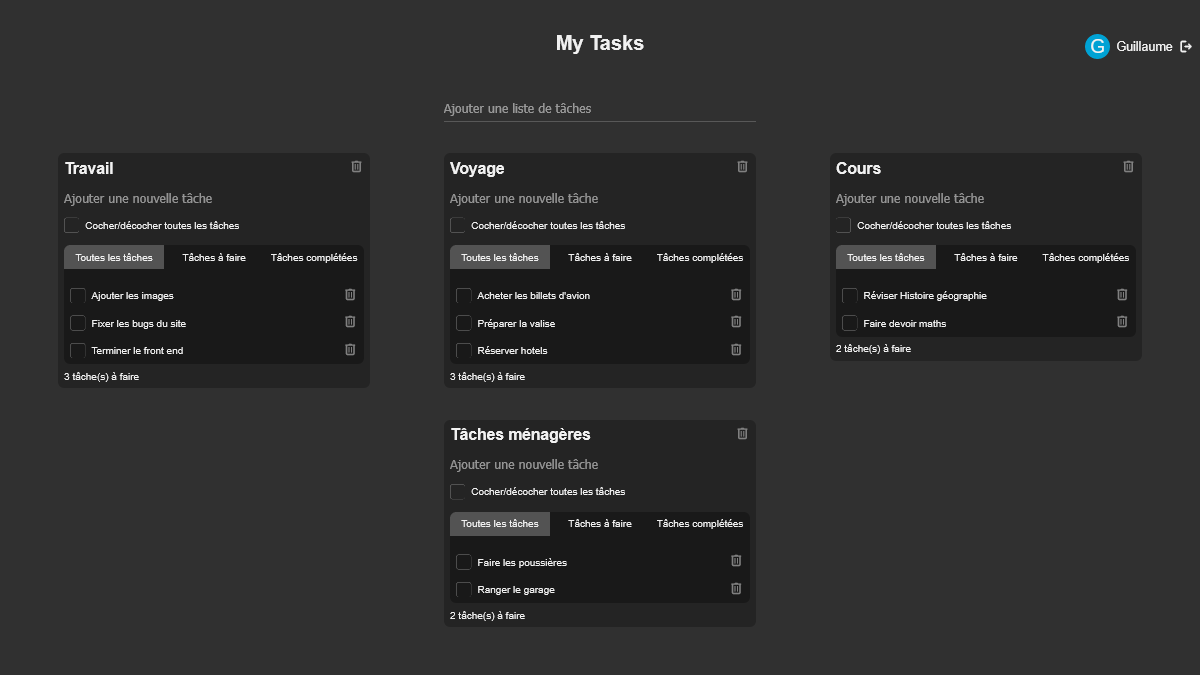 My Tasks
G Guillaume
Ajouter une liste de tâches
Travail
Ajouter une nouvelle tâche
Cocher/décocher toutes les tâches
Toutes les tâches Tâches à faire Tâches complétées
Ajouter les images
Fixer les bugs du site
Terminer le front end
3 tâche(s) à faire
Voyage
Ajouter une nouvelle tâche
Cocher/décocher toutes les tâches
Toutes les tâches Tâches à faire Tâches complétées
Acheter les billets d'avion
Préparer la valise
Réserver hotels
3 tâche(s) à faire
Cours
Ajouter une nouvelle tâche
Cocher/décocher toutes les tâches
Toutes les tâches Tâches à faire Tâches complétées
Réviser Histoire géographie
Faire devoir maths
2 tâche(s) à faire
Tâches ménagères
Ajouter une nouvelle tâche
Cocher/décocher toutes les tâches
Toutes les tâches Tâches à faire Tâches complétées
Faire les poussières
Ranger le garage
2 tâche(s) à faire